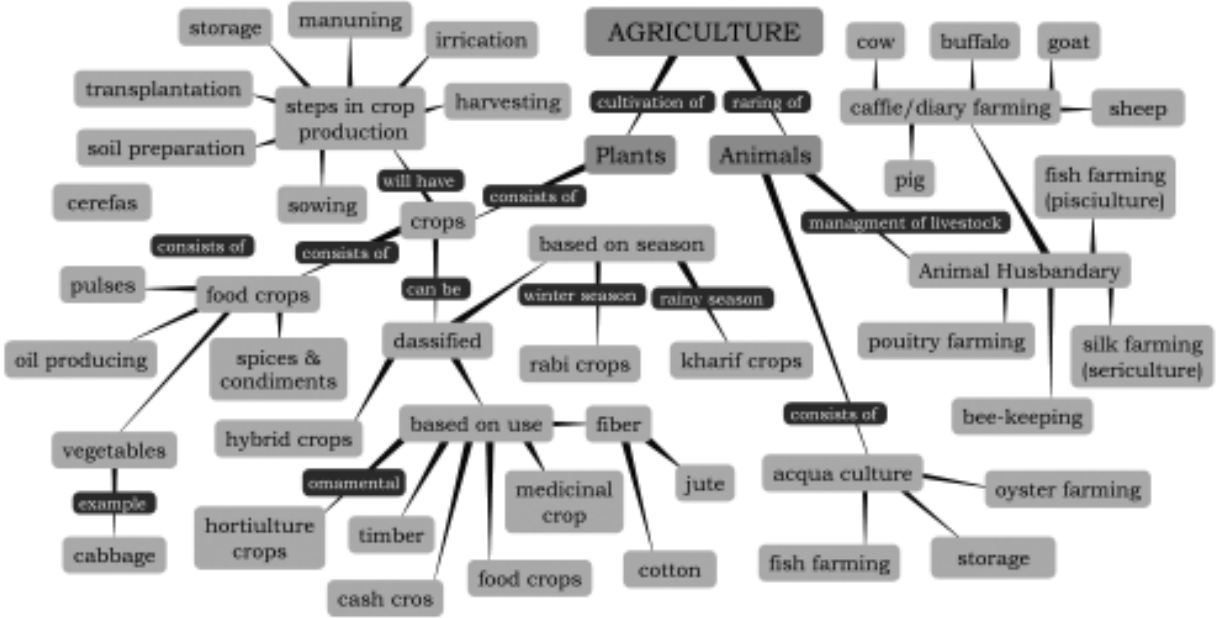 AGRICULTURE
storage
manuning
irrication
cow
buffalo
goat
transplantation
steps in crop
production
harvesting
cultivation of
raring of
caffie/diary farming
sheep
soil preparation
Plants
Animals
pig
fish farming
(pisciulture)
will have
consists of
cerefas
sowing
crops
managment of livestock
consists of
consists of
based on season
Animal Husbandary
pulses
food crops
can be
winter season
rainy season
oil producing
spices &
condiments
dassified
rabi crops
kharif crops
pouitry farming
silk farming
(sericulture)
consists of
bee-keeping
hybrid crops
based on use
fiber
vegetables
omamental
medicinal
crop
jute
acqua culture
oyster farming
example
hortiulture
crops
timber
cabbage
cash cros
food crops
cotton
fish farming
storage